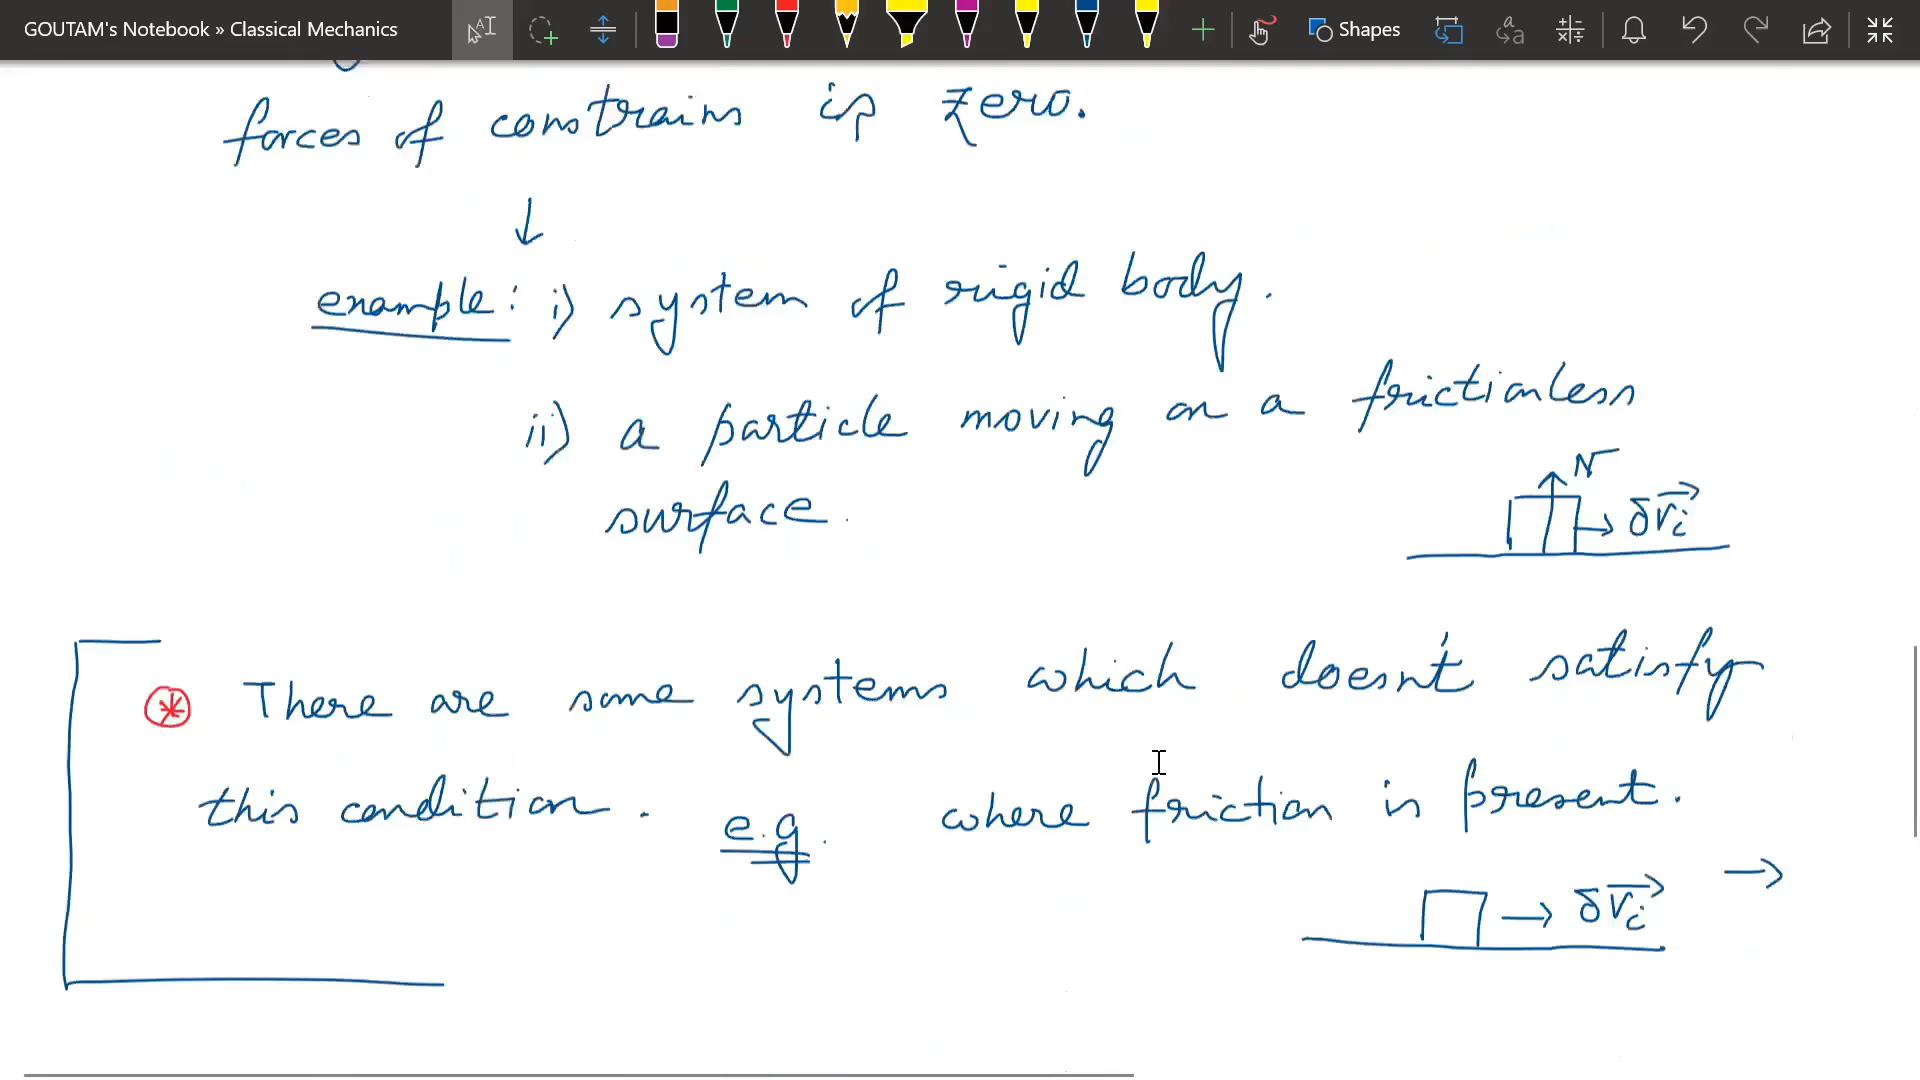 GOUTAM's Notebook » Classical Mechanics
Shapes
forces of constrains is zero.
↓
example: i) system of rigid body.
ii) a particle moving on a frictionless
surface.
N
→ δr⃗ᵢ
⊛ There are some systems which doesn't satisfy
this condition. e.g. where friction is present.
→ δr⃗ᵢ →